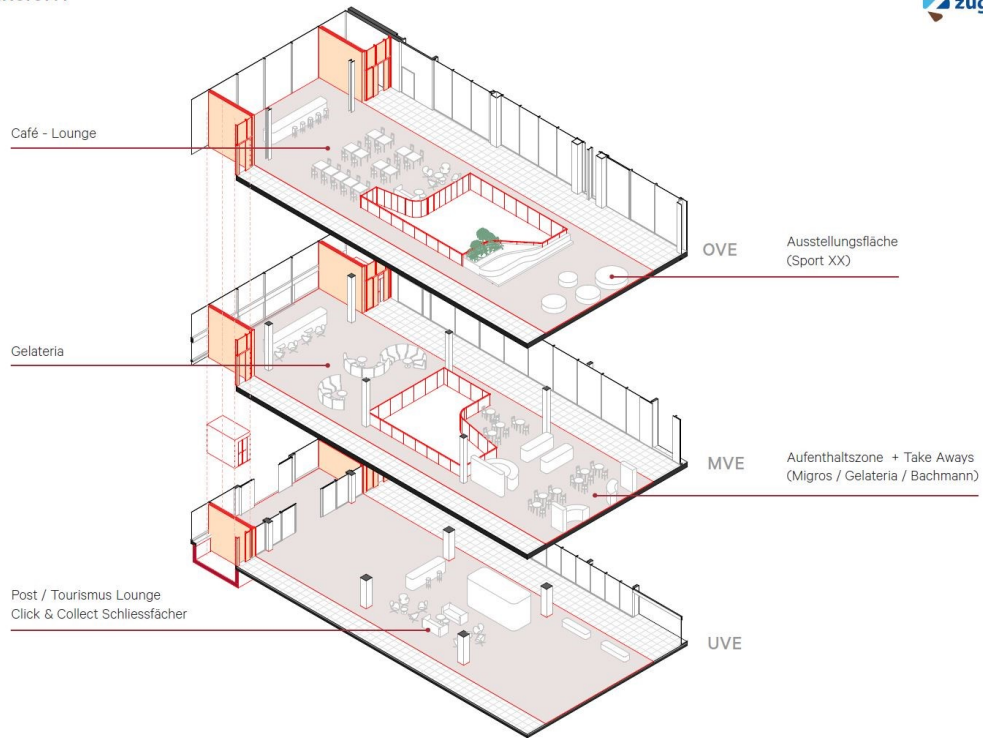 zug
Café - Lounge
OVE
Ausstellungsfläche
(Sport XX)
Gelateria
MVE
Aufenthaltszone + Take Aways
(Migros / Gelateria / Bachmann)
Post / Tourismus Lounge
Click & Collect Schliessfächer
UVE